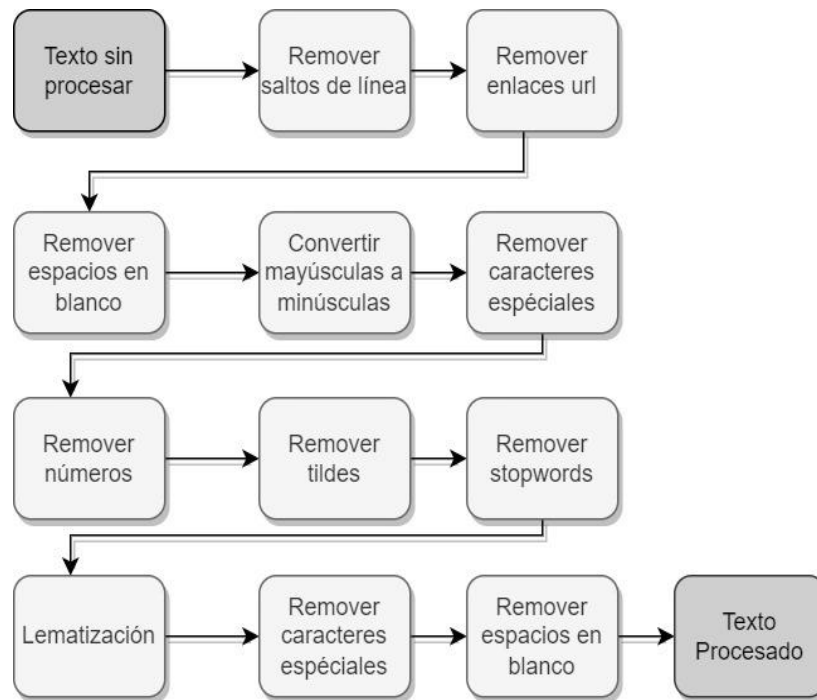 Texto sin
procesar
Remover
saltos de línea
Remover
enlaces url
Remover
espacios en
blanco
Convertir
mayúsculas a
minúsculas
Remover
caracteres
espéciales
Remover
números
Remover
tildes
Remover
stopwords
Lematización
Remover
caracteres
espéciales
Remover
espacios en
blanco
Texto
Procesado